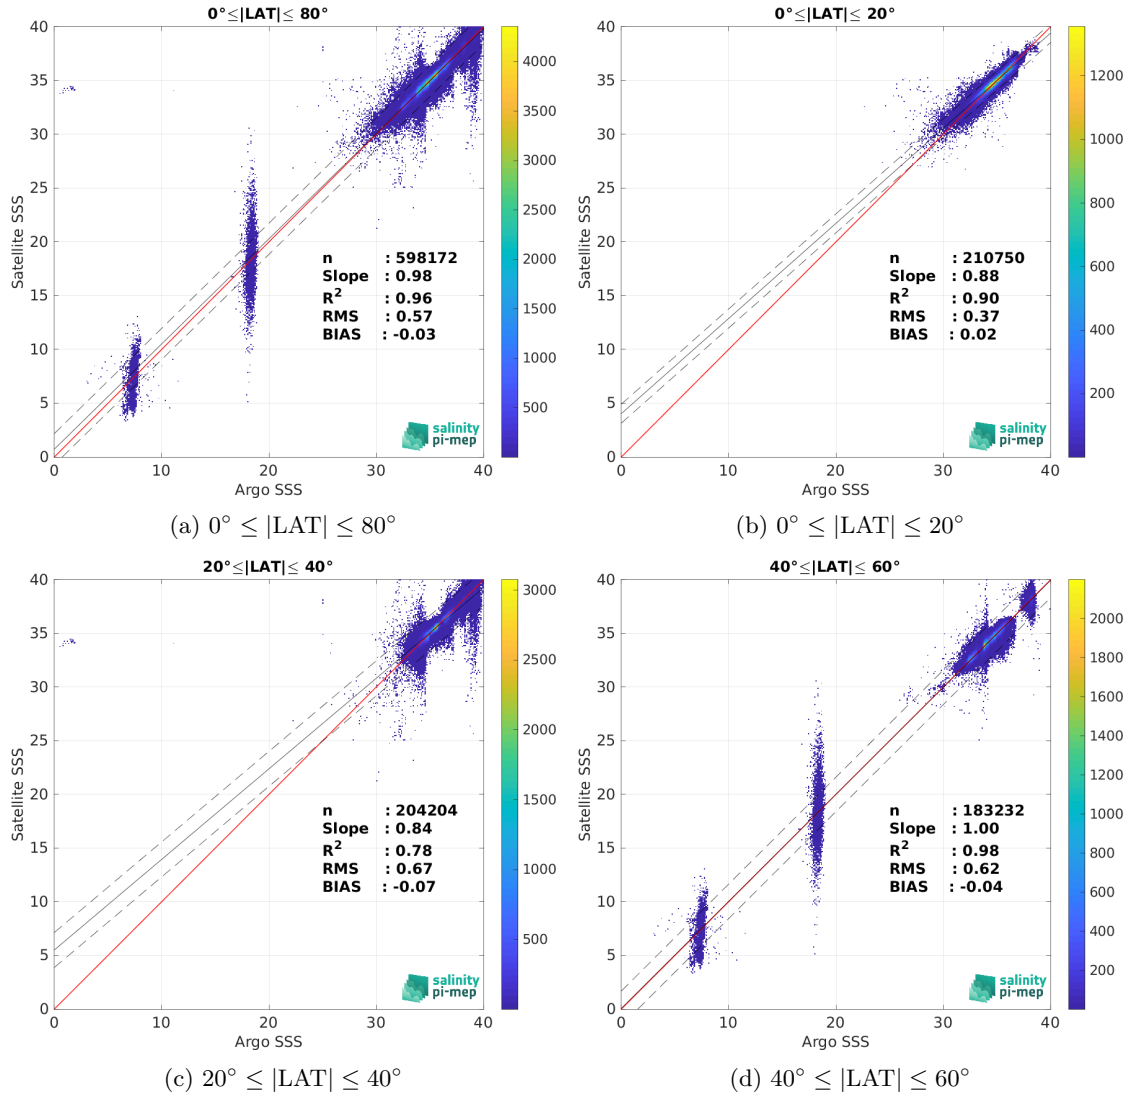 0°≤|LAT|≤ 80°
Satellite SSS
40
35
30
25
20
15
10
5
0
0 10 20 30 40
Argo SSS
n : 598172
Slope : 0.98
R² : 0.96
RMS : 0.57
BIAS : -0.03
salinity
pi-mep
4000
3500
3000
2500
2000
1500
1000
500
(a) 0° ≤ |LAT| ≤ 80°
0°≤|LAT|≤ 20°
Satellite SSS
40
35
30
25
20
15
10
5
0
0 10 20 30 40
Argo SSS
n : 210750
Slope : 0.88
R² : 0.90
RMS : 0.37
BIAS : 0.02
salinity
pi-mep
1200
1000
800
600
400
200
(b) 0° ≤ |LAT| ≤ 20°
20°≤|LAT|≤ 40°
Satellite SSS
40
35
30
25
20
15
10
5
0
0 10 20 30 40
Argo SSS
n : 204204
Slope : 0.84
R² : 0.78
RMS : 0.67
BIAS : -0.07
salinity
pi-mep
3000
2500
2000
1500
1000
500
(c) 20° ≤ |LAT| ≤ 40°
40°≤|LAT|≤ 60°
Satellite SSS
40
35
30
25
20
15
10
5
0
0 10 20 30 40
Argo SSS
n : 183232
Slope : 1.00
R² : 0.98
RMS : 0.62
BIAS : -0.04
salinity
pi-mep
2000
1800
1600
1400
1200
1000
800
600
400
200
(d) 40° ≤ |LAT| ≤ 60°